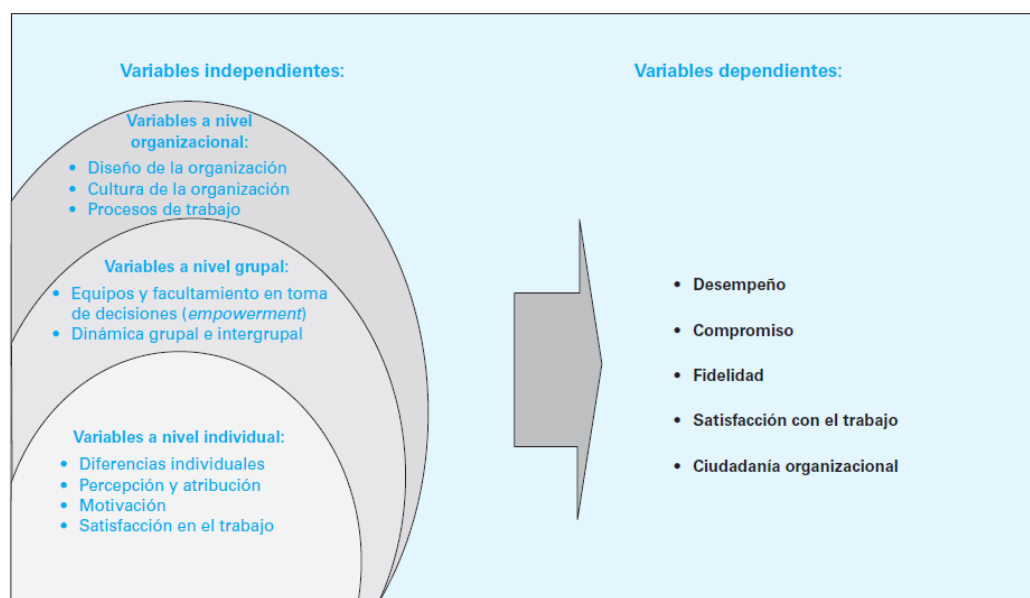 Variables independientes:
Variables a nivel
organizacional:
• Diseño de la organización
• Cultura de la organización
• Procesos de trabajo
Variables a nivel grupal:
• Equipos y facultamiento en toma
de decisiones (empowerment)
• Dinámica grupal e intergrupal
Variables a nivel individual:
• Diferencias individuales
• Percepción y atribución
• Motivación
• Satisfacción en el trabajo
Variables dependientes:
• Desempeño
• Compromiso
• Fidelidad
• Satisfacción con el trabajo
• Ciudadanía organizacional